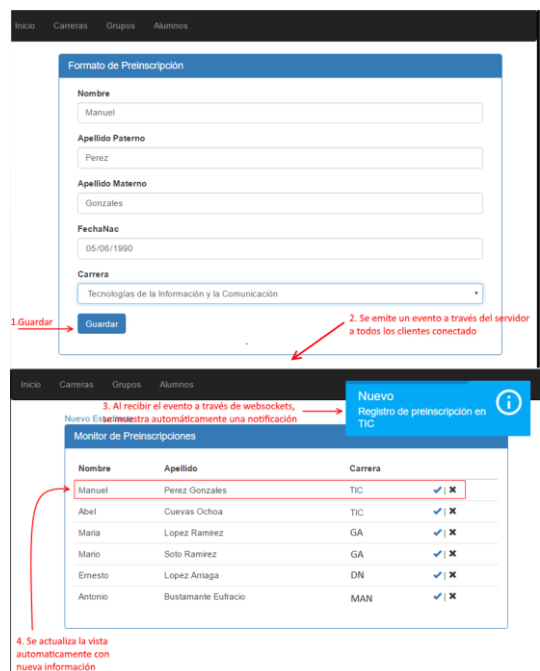 Inicio Carreras Grupos Alumnos
Formato de Preinscripción
Nombre
Manuel
Apellido Paterno
Perez
Apellido Materno
Gonzales
FechaNac
05/06/1990
Carrera
Tecnologías de la Información y la Comunicación
1.Guardar
Guardar
2. Se emite un evento a través del servidor
a todos los clientes conectado
Inicio Carreras Grupos Alumnos
3. Al recibir el evento a través de websockets,
se muestra automáticamente una notificación
Nuevo
Registro de preinscripción en
TIC
Nuevo
Monitor de Preinscripciones
Nombre Apellido Carrera
Manuel Perez Gonzales TIC |
Abel Cuevas Ochoa TIC |
Maria Lopez Ramirez GA |
Mario Soto Ramirez GA |
Ernesto Lopez Arriaga DN |
Antonio Bustamante Eufracio MAN |
4. Se actualiza la vista
automaticamente con
nueva información